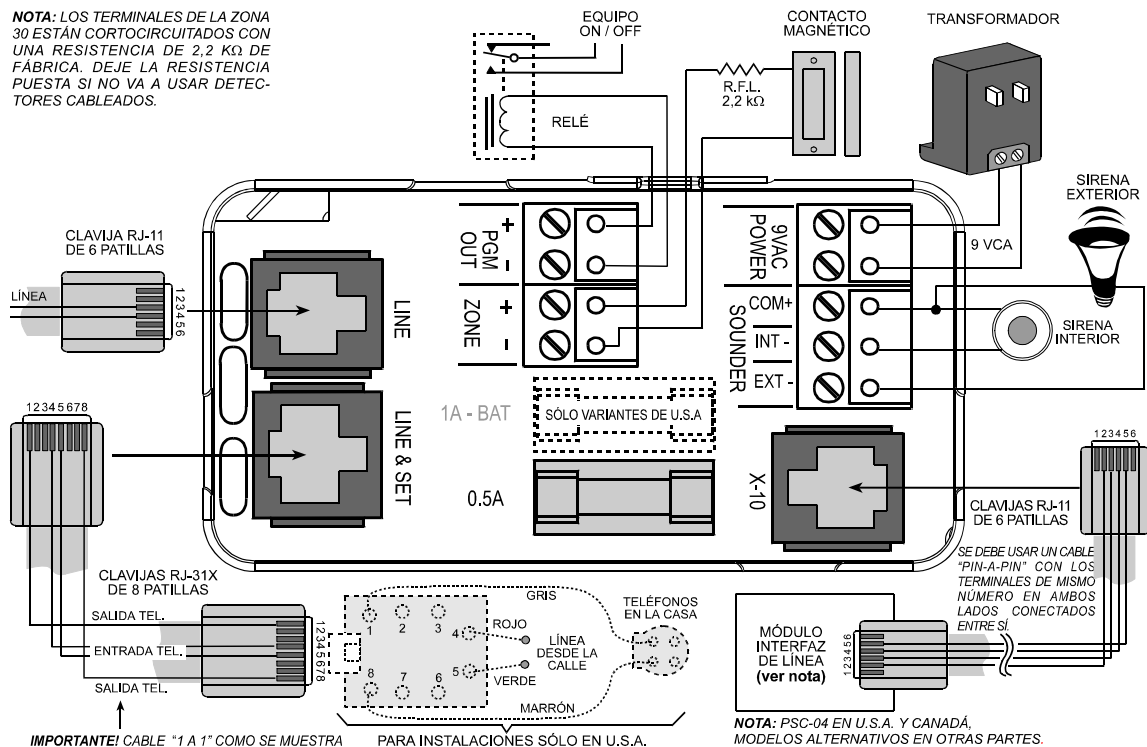 NOTA: LOS TERMINALES DE LA ZONA
30 ESTÁN CORTOCIRCUITADOS CON
UNA RESISTENCIA DE 2,2 KΩ DE
FÁBRICA. DEJE LA RESISTENCIA
PUESTA SI NO VA A USAR DETEC-
TORES CABLEADOS.
EQUIPO
ON / OFF
RELÉ
R.F.L.
2,2 kΩ
CONTACTO
MAGNÉTICO
TRANSFORMADOR
SIRENA
EXTERIOR
9 VCA
SIRENA
INTERIOR
CLAVIJA RJ-11
DE 6 PATILLAS
LÍNEA
123456
LINE
+
PGM
OUT
-
+
ZONE
-
9VAC
POWER
COM+
INT -
EXT -
SOUNDER
12345678
LINE & SET
1A - BAT
SÓLO VARIANTES DE U.S.A
0.5A
X-10
123456
CLAVIJAS RJ-11
DE 6 PATILLAS
SE DEBE USAR UN CABLE
“PIN-A-PIN” CON LOS
TERMINALES DE MISMO
NÚMERO EN AMBOS
LADOS CONECTADOS
ENTRE SÍ.
CLAVIJAS RJ-31X
DE 8 PATILLAS
SALIDA TEL.
ENTRADA TEL.
SALIDA TEL.
12345678
1 2 3 4
8 7 6 5
GRIS
ROJO
LÍNEA
DESDE LA
CALLE
VERDE
MARRÓN
TELÉFONOS
EN LA CASA
MÓDULO
INTERFAZ
DE LÍNEA
(ver nota)
123456
IMPORTANTE! CABLE “1 A 1” COMO SE MUESTRA
PARA INSTALACIONES SÓLO EN U.S.A.
NOTA: PSC-04 EN U.S.A. Y CANADÁ,
MODELOS ALTERNATIVOS EN OTRAS PARTES.